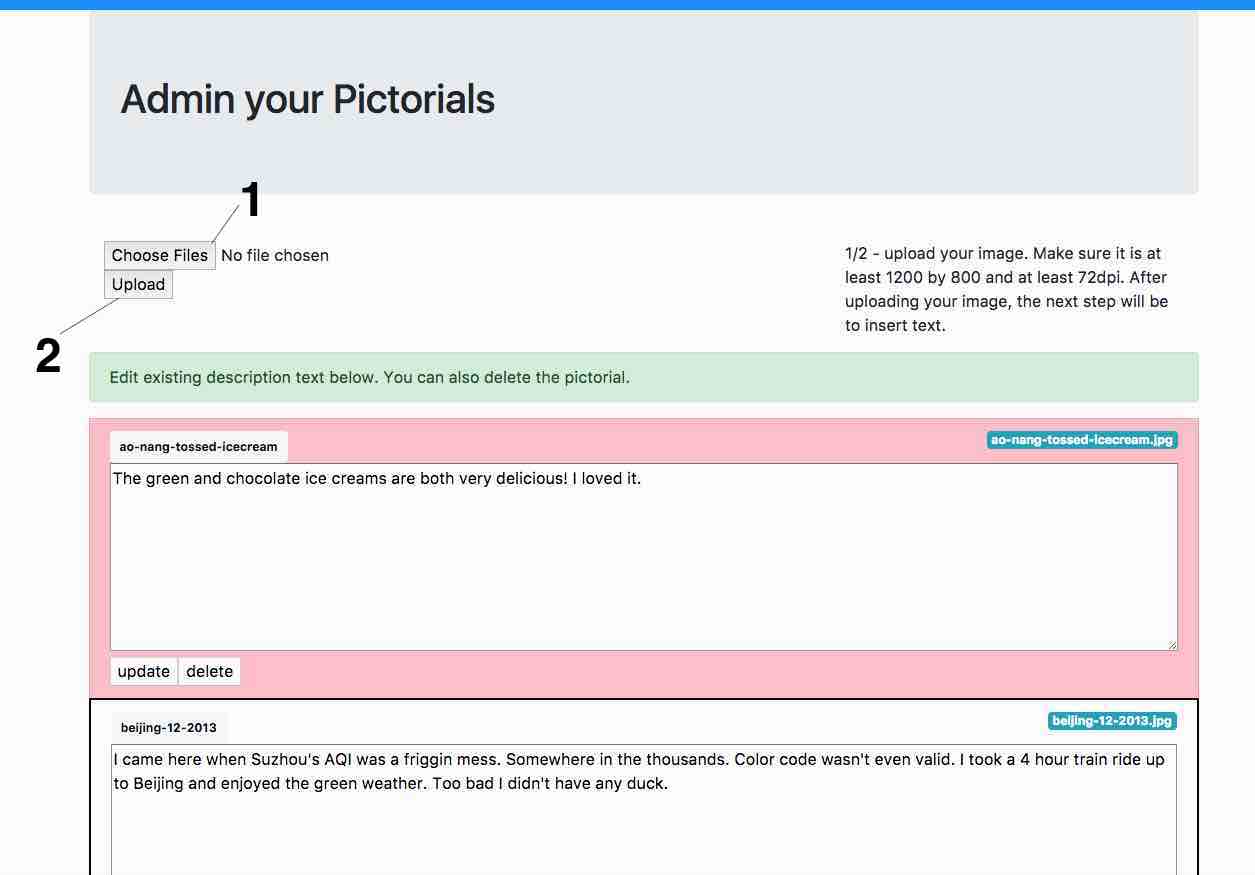 Admin your Pictorials
1
Choose Files No file chosen
Upload
2
1/2 - upload your image. Make sure it is at
least 1200 by 800 and at least 72dpi. After
uploading your image, the next step will be
to insert text.
Edit existing description text below. You can also delete the pictorial.
ao-nang-tossed-icecream
ao-nang-tossed-icecream.jpg
The green and chocolate ice creams are both very delicious! I loved it.
update delete
beijing-12-2013
beijing-12-2013.jpg
I came here when Suzhou's AQI was a friggin mess. Somewhere in the thousands. Color code wasn't even valid. I took a 4 hour train ride up
to Beijing and enjoyed the green weather. Too bad I didn't have any duck.